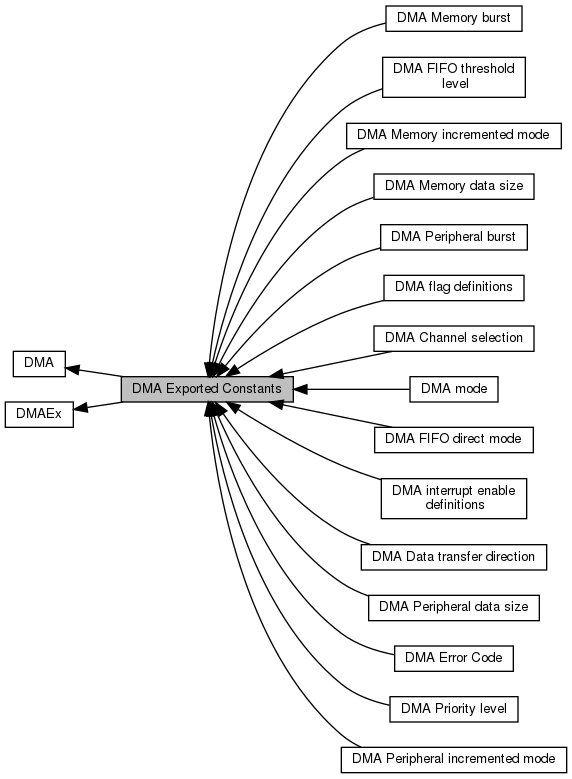 DMA Memory burst
DMA FIFO threshold
level
DMA Memory incremented mode
DMA Memory data size
DMA Peripheral burst
DMA flag definitions
DMA Channel selection
DMA
DMA Exported Constants
DMA mode
DMAEx
DMA FIFO direct mode
DMA interrupt enable
definitions
DMA Data transfer direction
DMA Peripheral data size
DMA Error Code
DMA Priority level
DMA Peripheral incremented mode